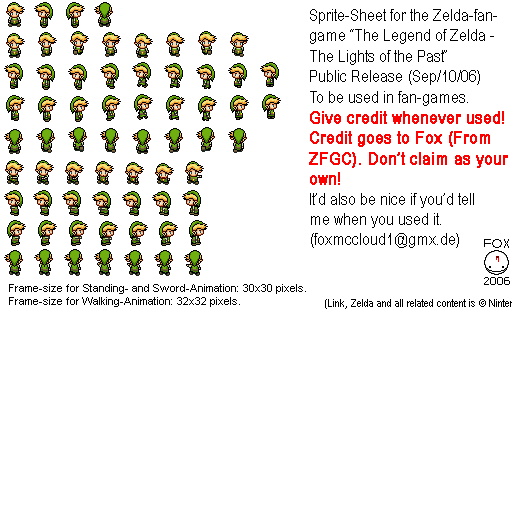 Sprite-Sheet for the Zelda-fan-
game "The Legend of Zelda -
The Lights of the Past"
Public Release (Sep/10/06)
To be used in fan-games.
Give credit whenever used!
Credit goes to Fox (From
ZFGC). Don't claim as your
own!
It'd also be nice if you'd tell
me when you used it.
(foxmccloud1@gmx.de)
FOX
2006
Frame-size for Standing- and Sword-Animation: 30x30 pixels.
Frame-size for Walking-Animation: 32x32 pixels.
(Link, Zelda and all related content is © Ninter